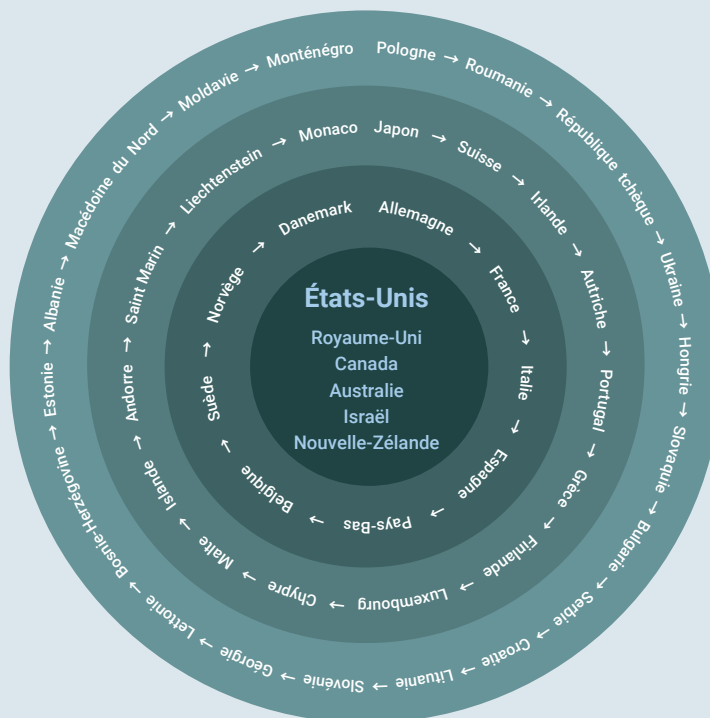 États-Unis
Royaume-Uni
Canada
Australie
Israël
Nouvelle-Zélande
Allemagne → France → Italie → Espagne → Pays-Bas → Belgique → Suède → Norvège → Danemark
Japon → Suisse → Irlande → Autriche → Portugal → Grèce → Finlande → Luxembourg → Chypre → Malte → Islande → Andorre → Saint Marin → Liechtenstein → Monaco
Pologne → Roumanie → République tchèque → Ukraine → Hongrie → Slovaquie → Bulgarie → Serbie → Croatie → Lituanie → Slovénie → Géorgie → Lettonie → Bosnie-Herzégovine → Estonie → Albanie → Macédoine du Nord → Moldavie → Monténégro